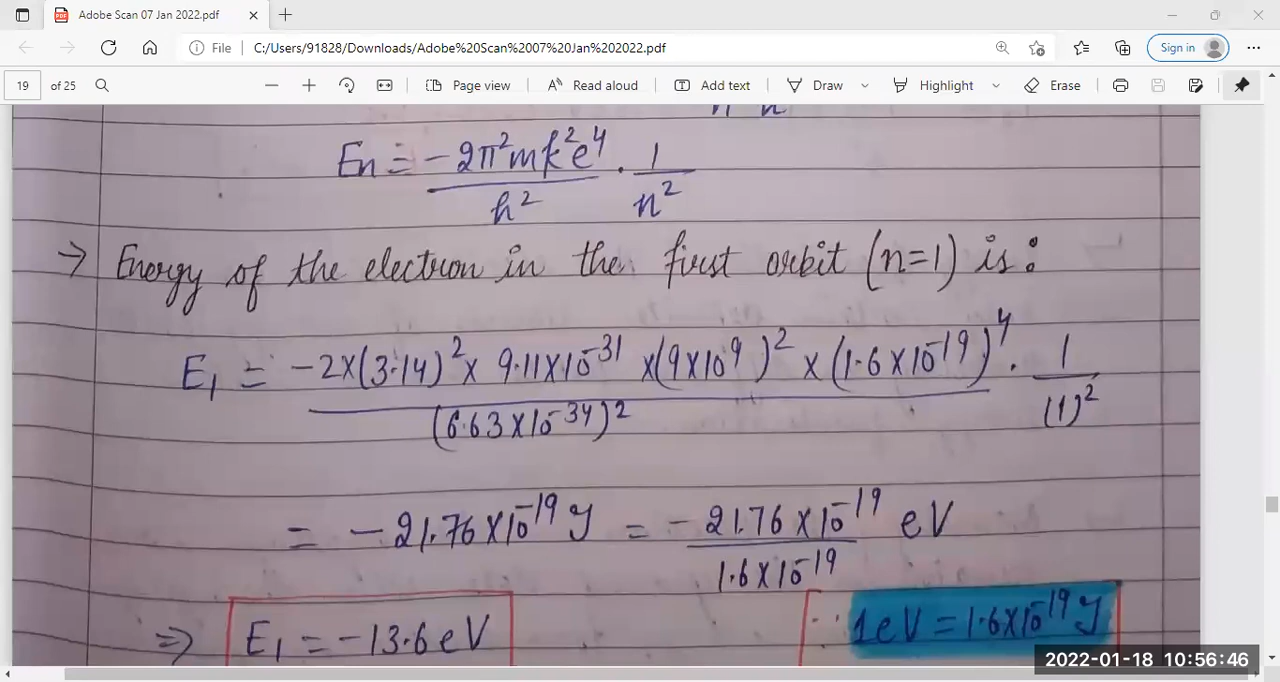 Adobe Scan 07 Jan 2022.pdf
File C:/Users/91828/Downloads/Adobe%20Scan%2007%20Jan%202022.pdf Sign in
19 of 25 Page view Read aloud Add text Draw Highlight Erase
En = -2π²mk²e⁴/h² · 1/n²
→ Energy of the electron in the first orbit (n=1) is:
E₁ = -2×(3.14)²× 9.11×10⁻³¹ ×(9×10⁹)² ×(1.6×10⁻¹⁹)⁴/(6.63×10⁻³⁴)² · 1/(1)²
= -21.76×10⁻¹⁹ J = -21.76×10⁻¹⁹/1.6×10⁻¹⁹ eV
⇒ E₁ = -13.6 eV ∵ 1eV = 1.6×10⁻¹⁹ J
2022-01-18 10:56:46